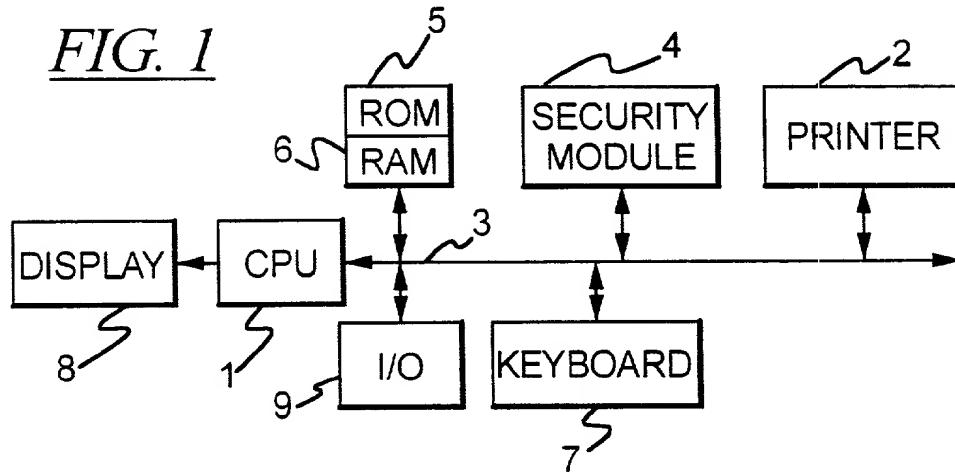 FIG. 1
5
4
2
ROM
RAM
6
SECURITY
MODULE
PRINTER
3
DISPLAY
CPU
8
1
I/O
9
KEYBOARD
7